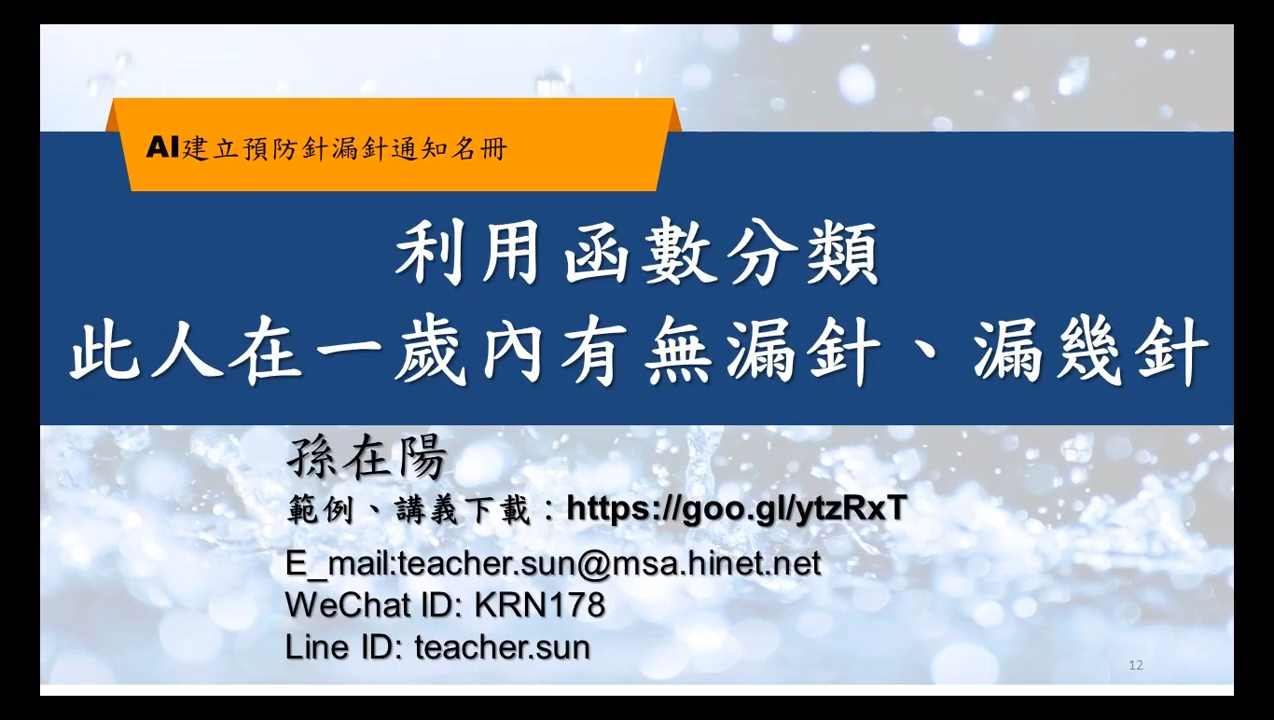 AI建立預防針漏針通知名冊
利用函數分類
此人在一歲內有無漏針、漏幾針
孫在陽
範例、講義下載：https://goo.gl/ytzRxT
E_mail:teacher.sun@msa.hinet.net
WeChat ID: KRN178
Line ID: teacher.sun
12